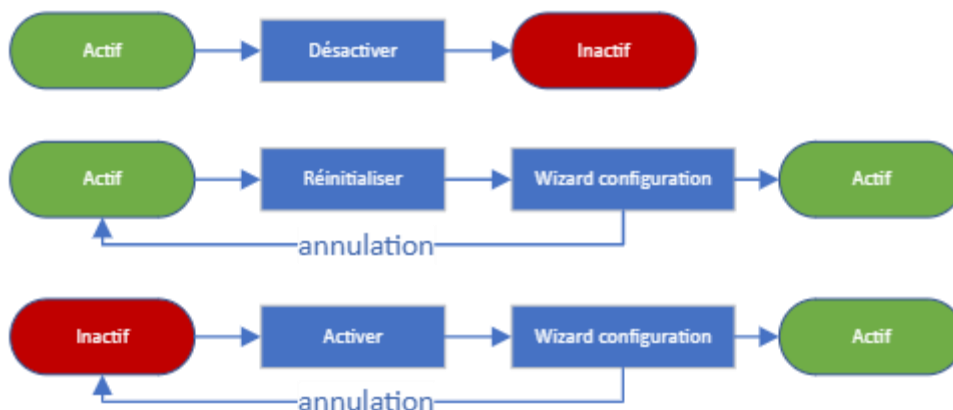 Actif
Désactiver
Inactif
Actif
Réinitialiser
Wizard configuration
Actif
annulation
Inactif
Activer
Wizard configuration
Actif
annulation